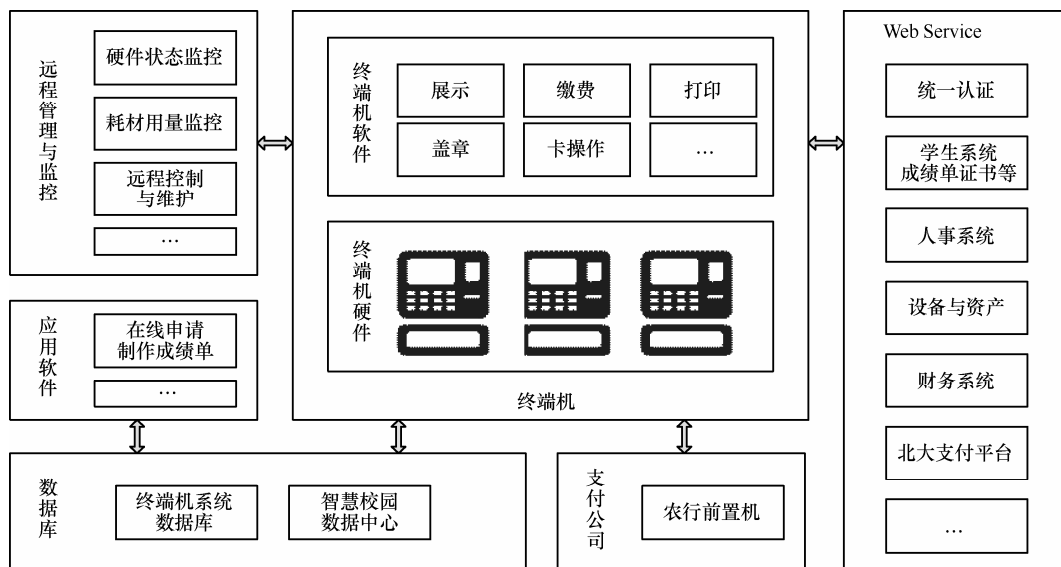 远程管理与监控
硬件状态监控
耗材用量监控
远程控制
与维护
…
应用软件
在线申请
制作成绩单
…
终端机软件
展示
缴费
打印
盖章
卡操作
…
终端机硬件
终端机
Web Service
统一认证
学生系统
成绩单证书等
人事系统
设备与资产
财务系统
北大支付平台
…
数据库
终端机系统
数据库
智慧校园
数据中心
支付公司
农行前置机